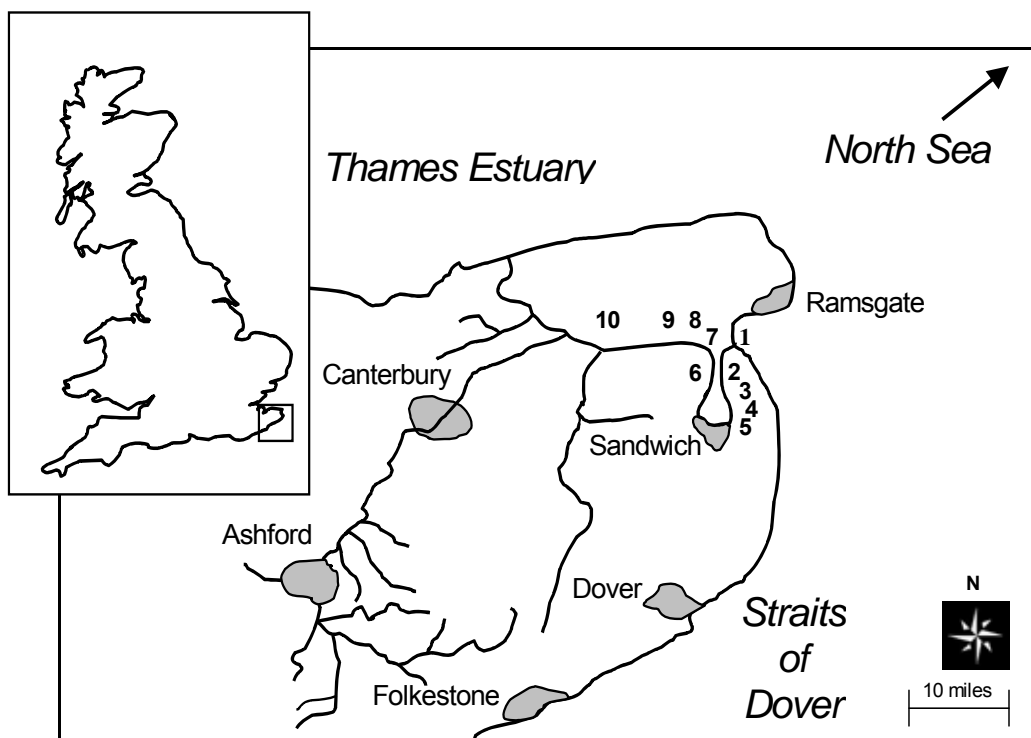 Thames Estuary
North Sea
Ramsgate
10 9 8
7 1
Canterbury
6 2
3
4
Sandwich 5
Ashford
Dover
N
Straits
of
Dover
Folkestone
10 miles